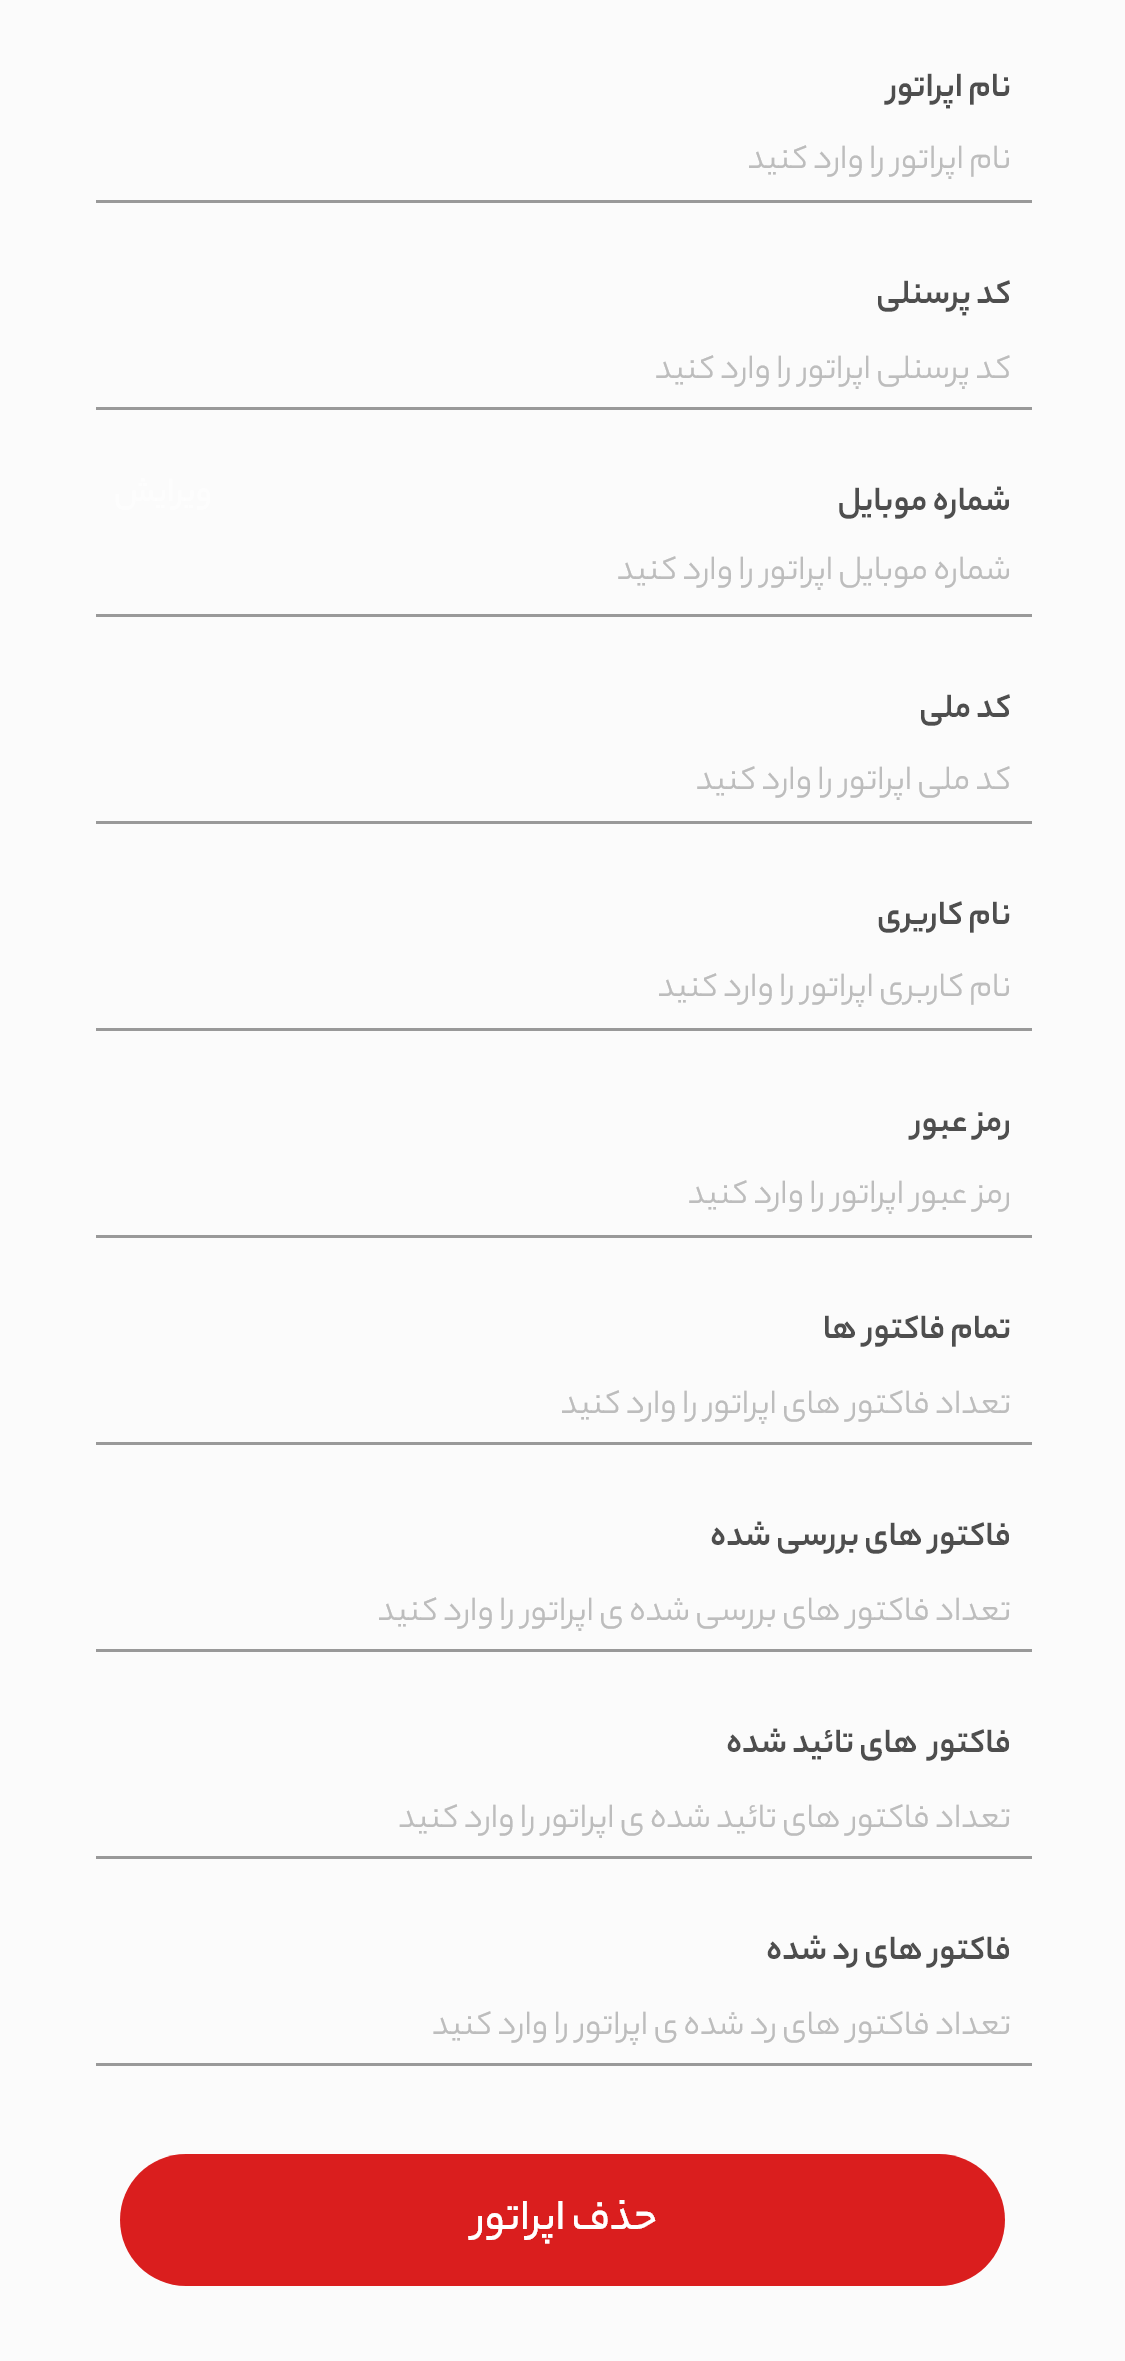 نام اپراتور
نام اپراتور را وارد کنید
کد پرسنلی
کد پرسنلی اپراتور را وارد کنید
شماره موبایل
ویرایش
شماره موبایل اپراتور را وارد کنید
کد ملی
کد ملی اپراتور را وارد کنید
نام کاریری
نام کاربری اپراتور را وارد کنید
رمز عبور
رمز عبور اپراتور را وارد کنید
تمام فاکتور ها
تعداد فاکتور های اپراتور را وارد کنید
فاکتور های بررسی شده
تعداد فاکتور های بررسی شده ی اپراتور را وارد کنید
فاکتور های تائید شده
تعداد فاکتور های تائید شده ی اپراتور را وارد کنید
فاکتور های رد شده
تعداد فاکتور های رد شده ی اپراتور را وارد کنید
حذف اپراتور